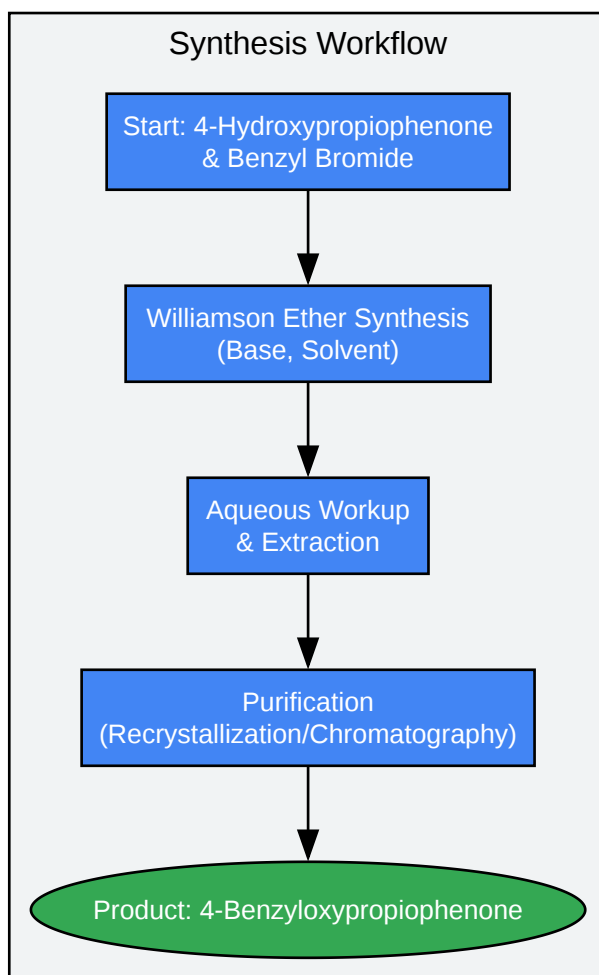 Synthesis Workflow
Start: 4-Hydroxypropiophenone
& Benzyl Bromide
Williamson Ether Synthesis
(Base, Solvent)
Aqueous Workup
& Extraction
Purification
(Recrystallization/Chromatography)
Product: 4-Benzyloxypropiophenone